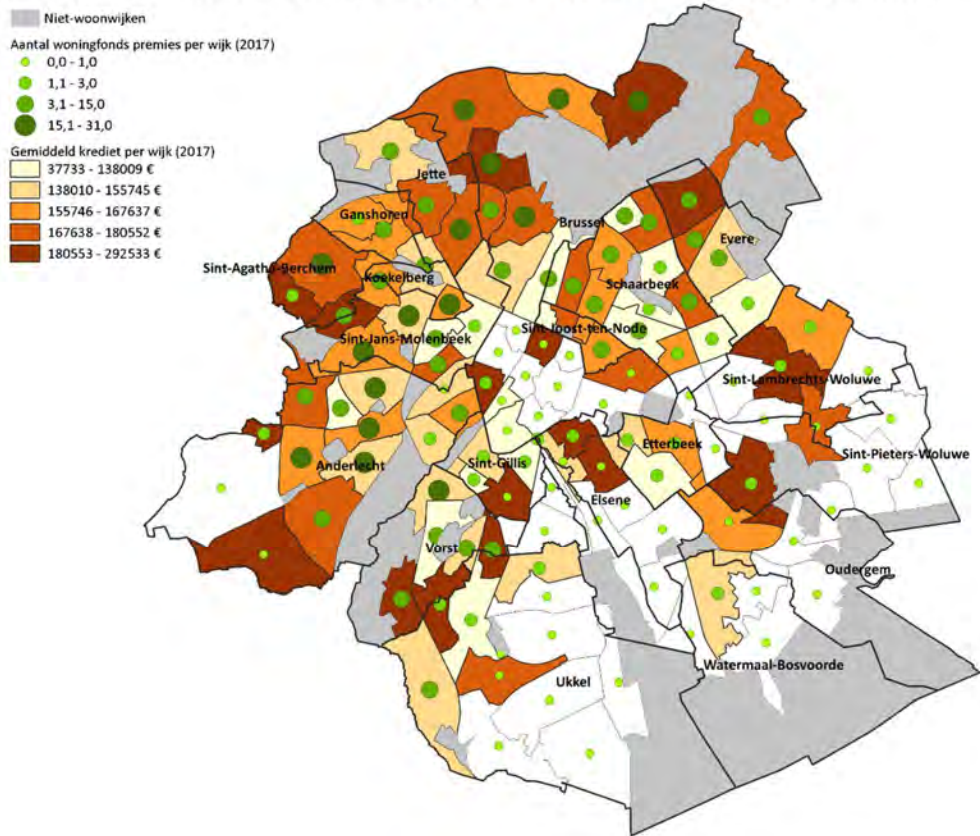 Niet-woonwijken
Aantal woningfonds premies per wijk (2017)
0,0 - 1,0
1,1 - 3,0
3,1 - 15,0
15,1 - 31,0
Gemiddeld krediet per wijk (2017)
37733 - 138009 €
138010 - 155745 €
155746 - 167637 €
167638 - 180552 €
180553 - 292533 €
Jette
Ganshoren
Brussel
Evere
Sint-Agatha-Berchem
Koekelberg
Schaarbeek
Sint-Jans-Molenbeek
Sint-Joost-ten-Node
Sint-Lambrechts-Woluwe
Etterbeek
Sint-Pieters-Woluwe
Anderlecht
Sint-Gillis
Elsene
Vorst
Oudergem
Watermaal-Bosvoorde
Ukkel